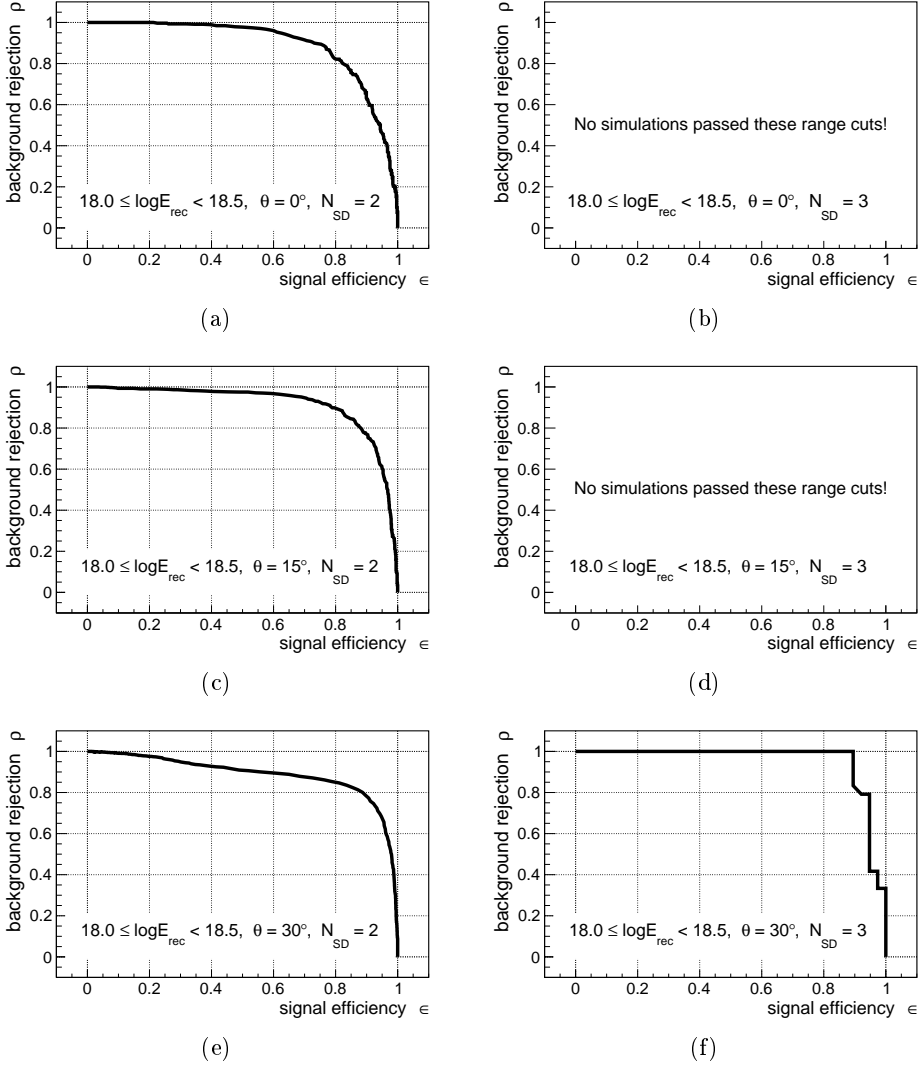 background rejection ρ
1
0.8
0.6
0.4
0.2
0
18.0 ≤ logE_rec < 18.5, θ = 0°, N_SD = 2
0 0.2 0.4 0.6 0.8 1
signal efficiency ϵ
(a)
background rejection ρ
1
0.8
0.6
0.4
0.2
0
No simulations passed these range cuts!
18.0 ≤ logE_rec < 18.5, θ = 0°, N_SD = 3
0 0.2 0.4 0.6 0.8 1
signal efficiency ϵ
(b)
background rejection ρ
1
0.8
0.6
0.4
0.2
0
18.0 ≤ logE_rec < 18.5, θ = 15°, N_SD = 2
0 0.2 0.4 0.6 0.8 1
signal efficiency ϵ
(c)
background rejection ρ
1
0.8
0.6
0.4
0.2
0
No simulations passed these range cuts!
18.0 ≤ logE_rec < 18.5, θ = 15°, N_SD = 3
0 0.2 0.4 0.6 0.8 1
signal efficiency ϵ
(d)
background rejection ρ
1
0.8
0.6
0.4
0.2
0
18.0 ≤ logE_rec < 18.5, θ = 30°, N_SD = 2
0 0.2 0.4 0.6 0.8 1
signal efficiency ϵ
(e)
background rejection ρ
1
0.8
0.6
0.4
0.2
0
18.0 ≤ logE_rec < 18.5, θ = 30°, N_SD = 3
0 0.2 0.4 0.6 0.8 1
signal efficiency ϵ
(f)